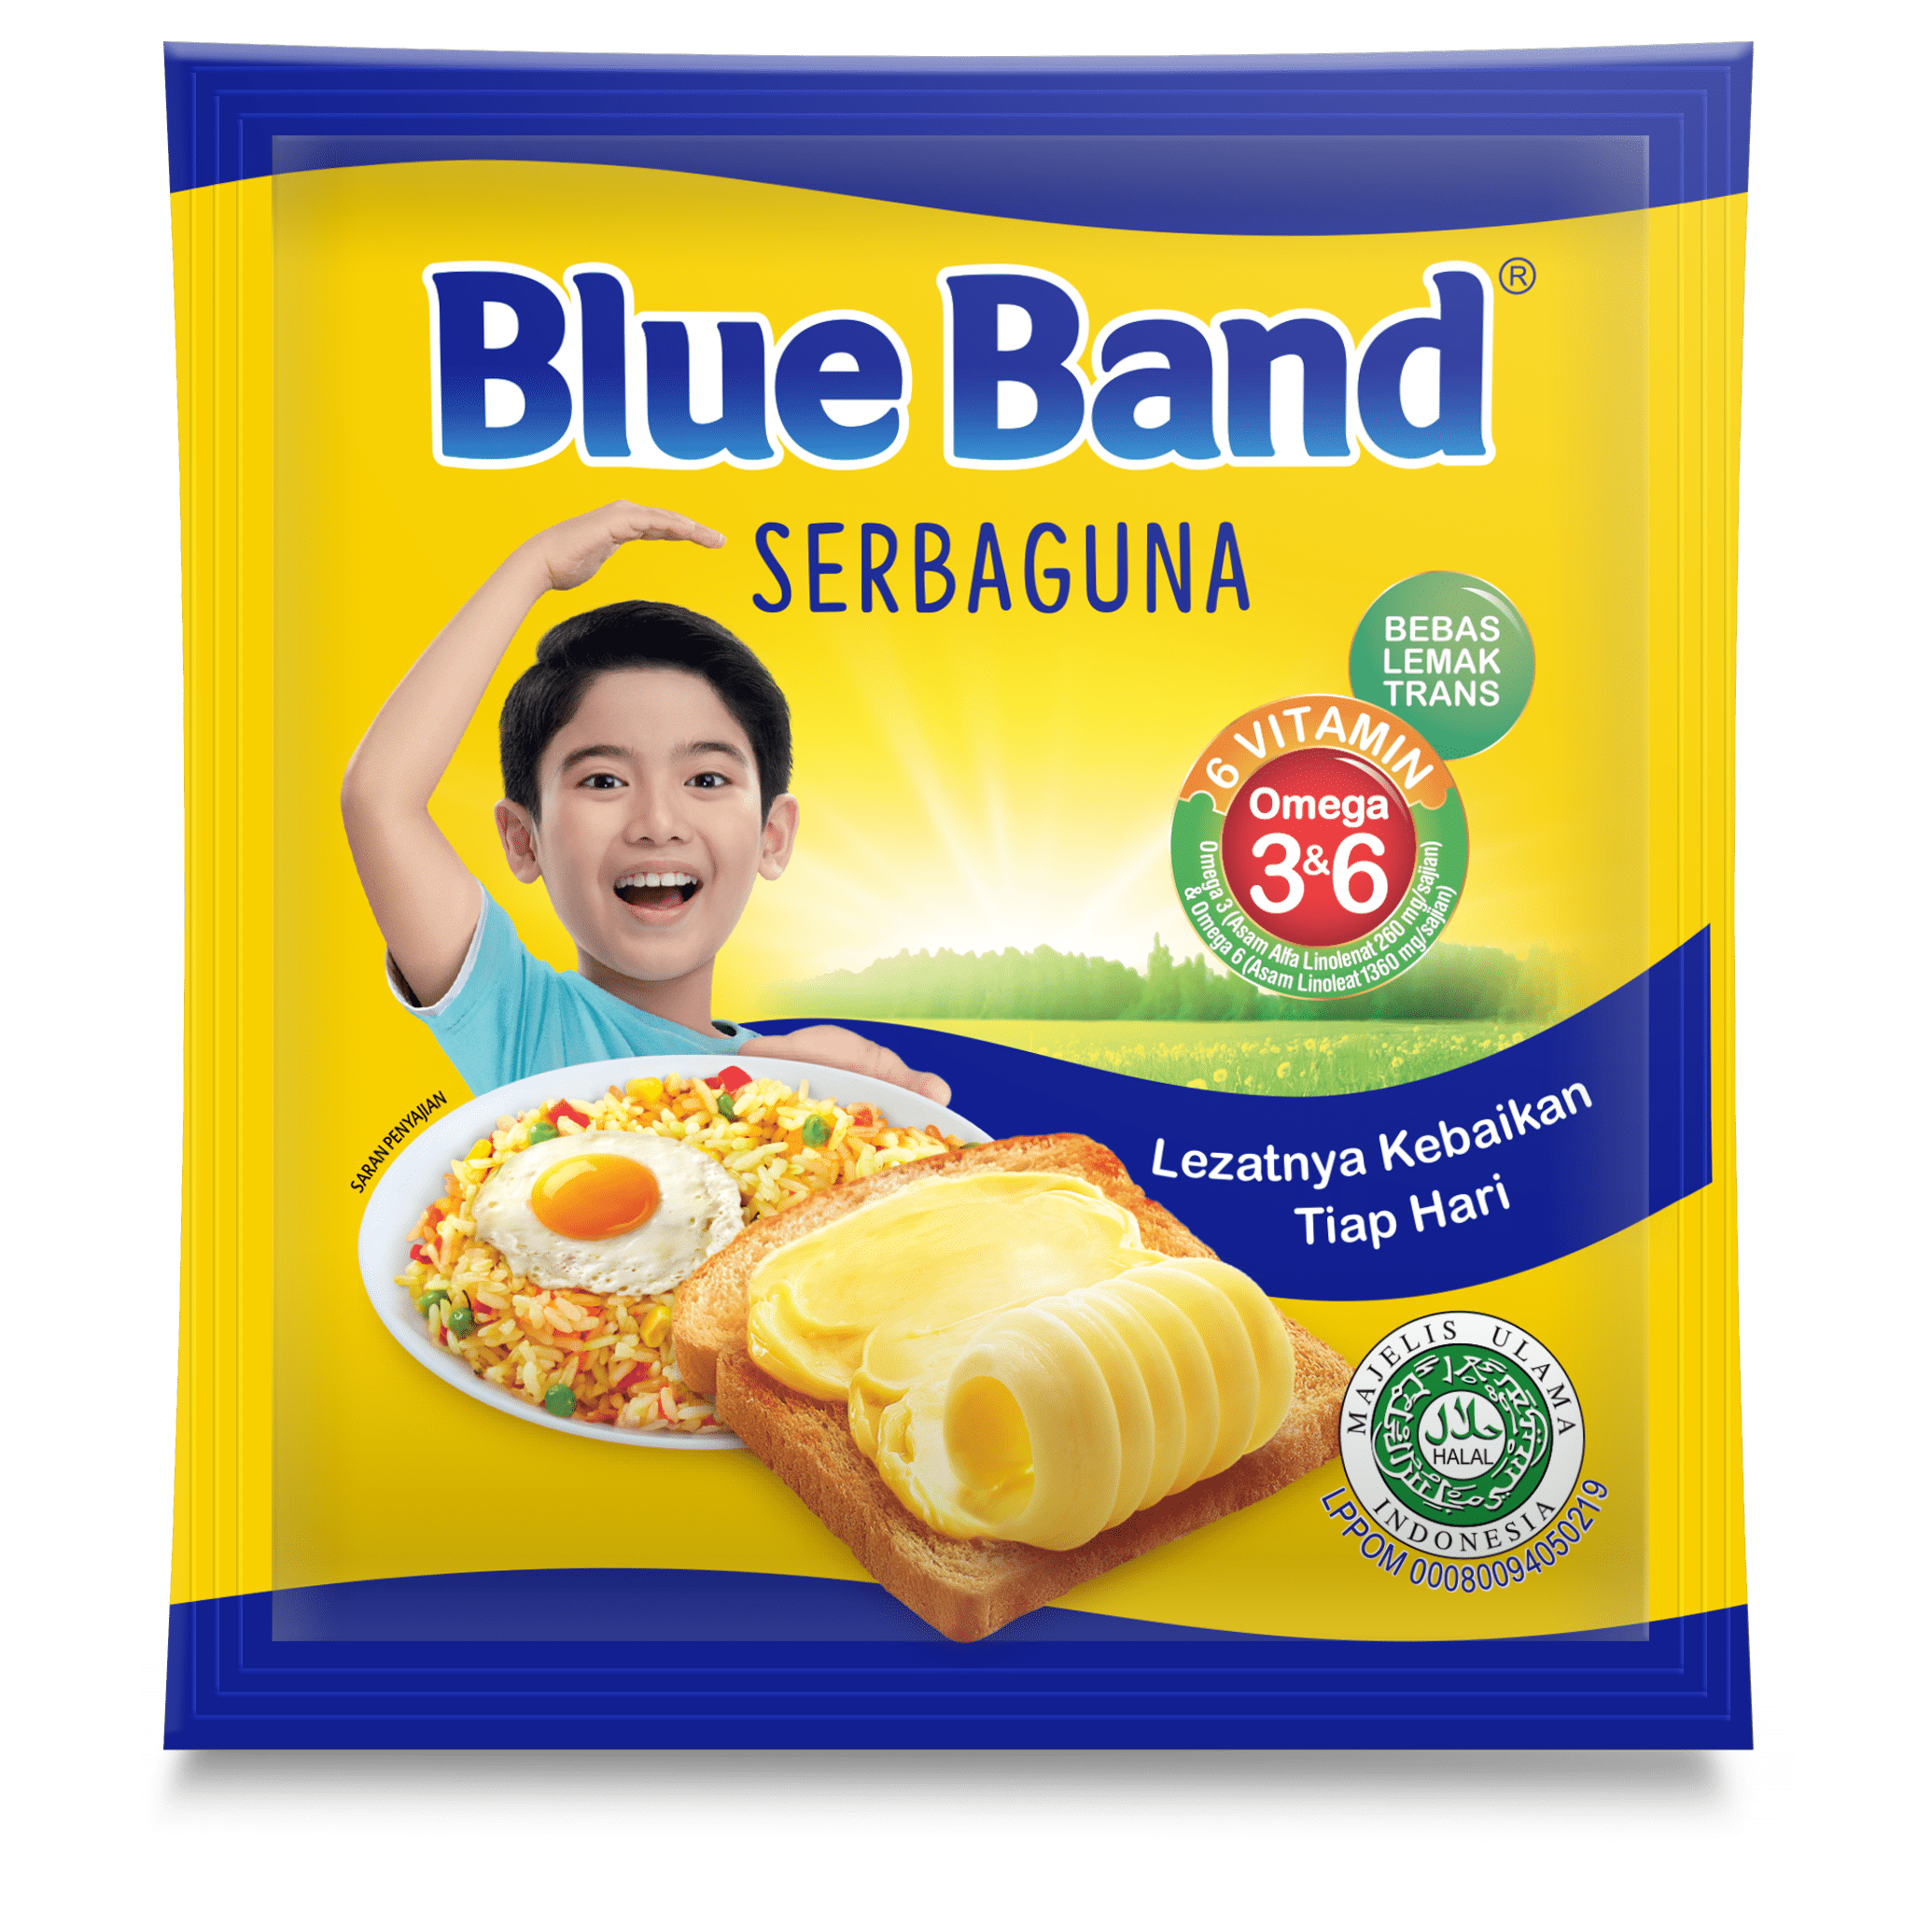 Blue Band®
SERBAGUNA
BEBAS
LEMAK
TRANS
6 VITAMIN
Omega
3&6
Omega 3 (Asam Alfa Linolenat 260 mg/sajian)
& Omega 6 (Asam Linoleat 1360 mg/sajian)
SARAN PENYAJIAN
Lezatnya Kebaikan
Tiap Hari
MAJELIS ULAMA
حلال
HALAL
INDONESIA
LPPOM 00080094050219